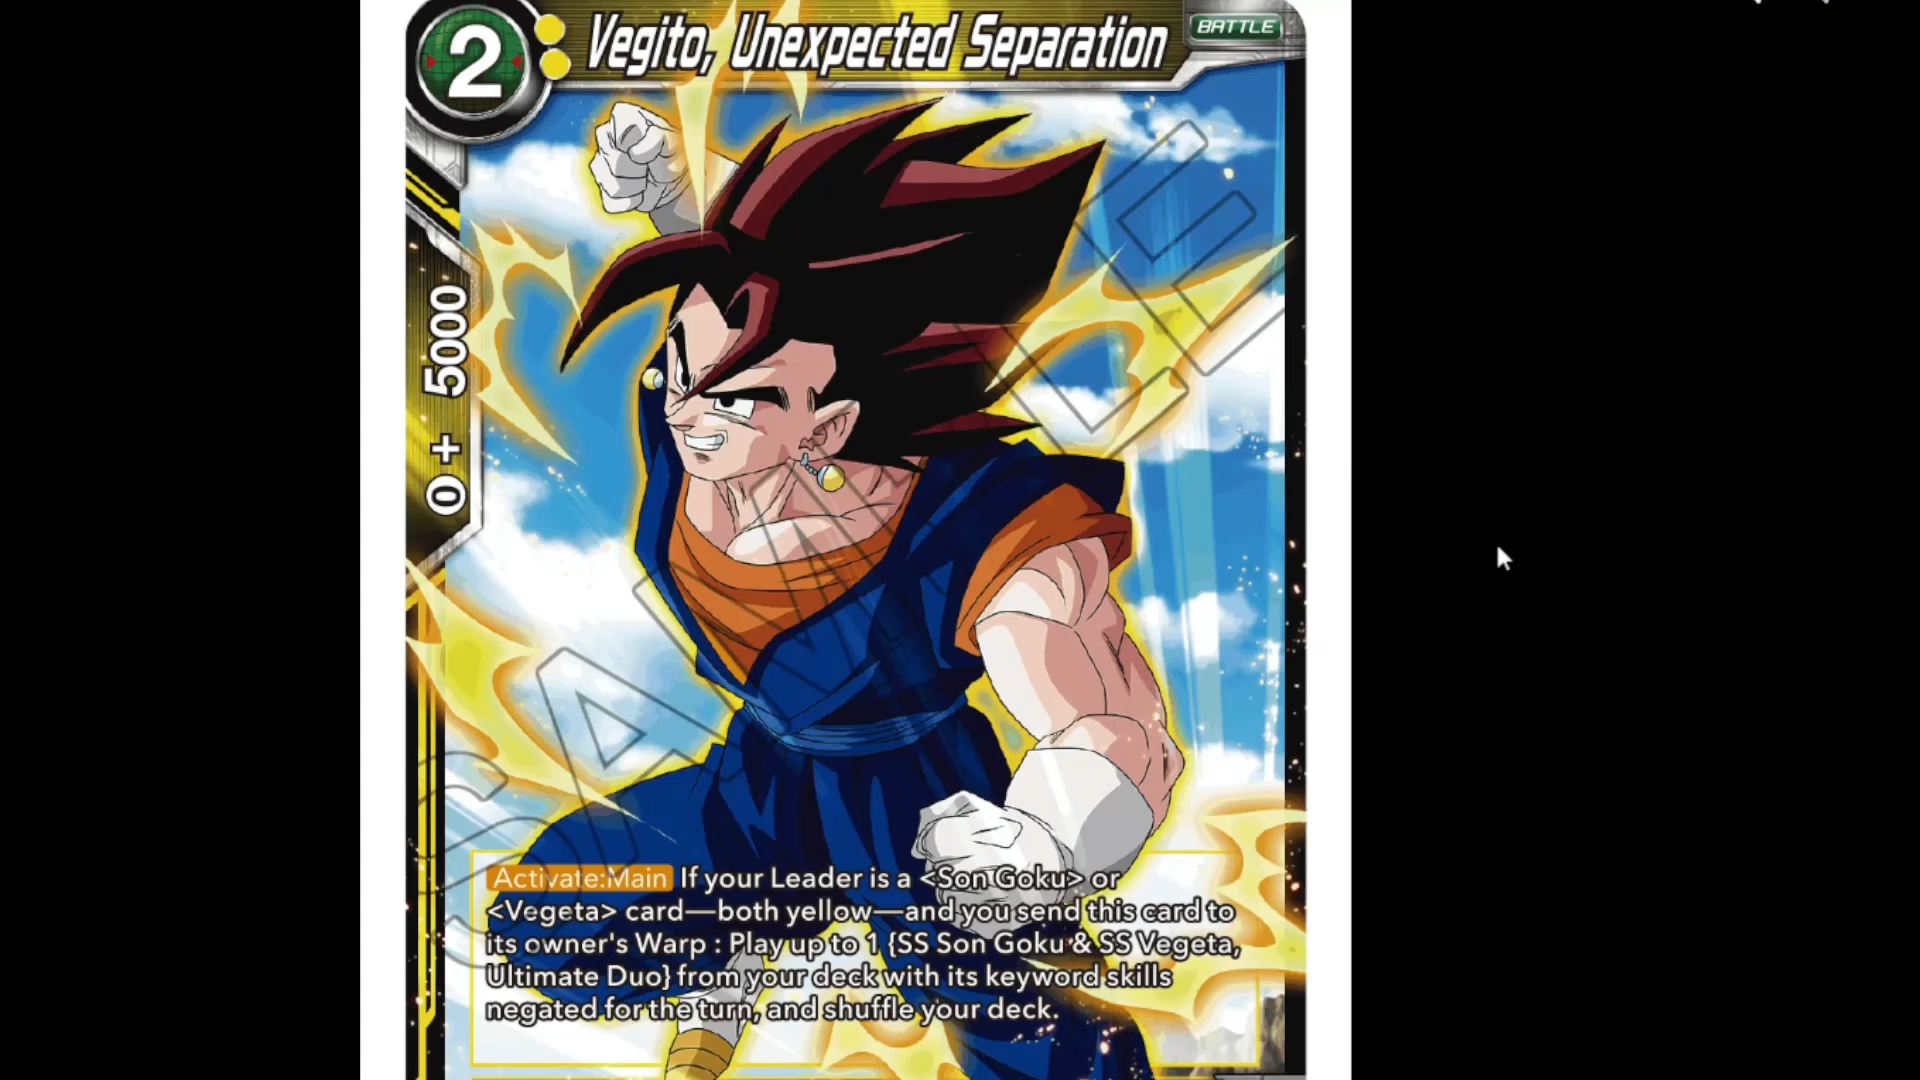 2
Vegito, Unexpected Separation
BATTLE
0 + 5000
SAMPLE
Activate:Main If your Leader is a <Son Goku> or
<Vegeta> card—both yellow—and you send this card to
its owner's Warp : Play up to 1 {SS Son Goku & SS Vegeta,
Ultimate Duo} from your deck with its keyword skills
negated for the turn, and shuffle your deck.